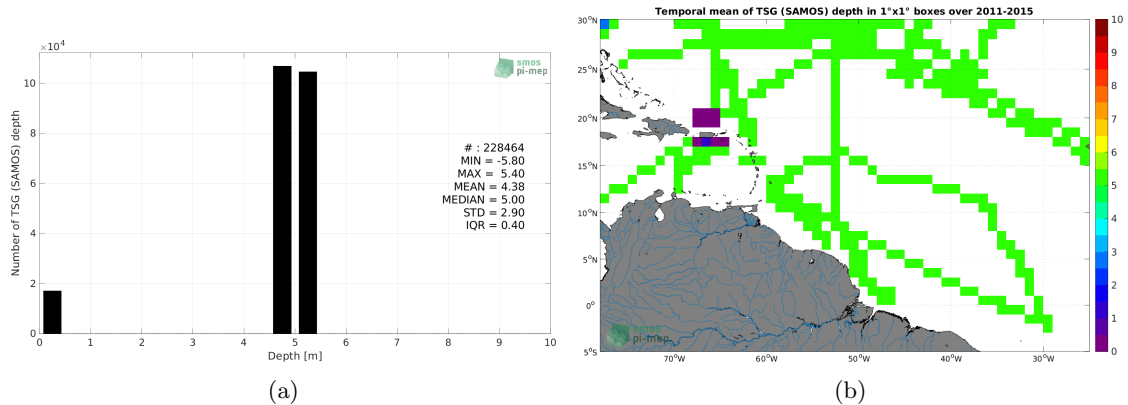 ×10⁴
10
8
6
4
2
0
Number of TSG (SAMOS) depth
0 1 2 3 4 5 6 7 8 9 10
Depth [m]
smos
pi-mep
# : 228464
MIN = -5.80
MAX = 5.40
MEAN = 4.38
MEDIAN = 5.00
STD = 2.90
IQR = 0.40
(a)
Temporal mean of TSG (SAMOS) depth in 1°x1° boxes over 2011-2015
30°N
25°N
20°N
15°N
10°N
5°N
0°
5°S
70°W 60°W 50°W 40°W 30°W
smos
pi-mep
10
9
8
7
6
5
4
3
2
1
0
(b)